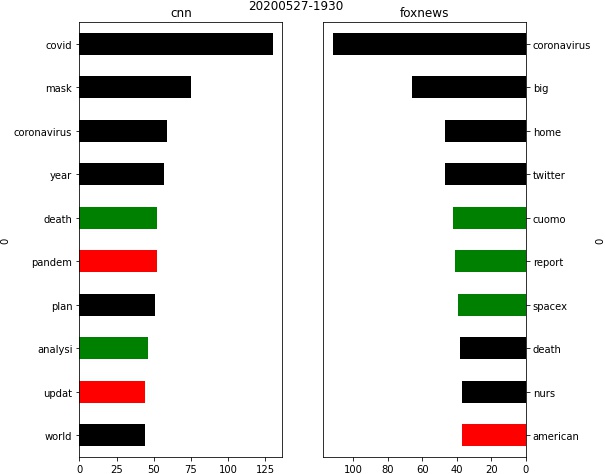 20200527-1930
cnn
covid
mask
coronavirus
year
death
pandem
plan
analysi
updat
world
0
0 25 50 75 100 125
foxnews
coronavirus
big
home
twitter
cuomo
report
spacex
death
nurs
american
0
100 80 60 40 20 0